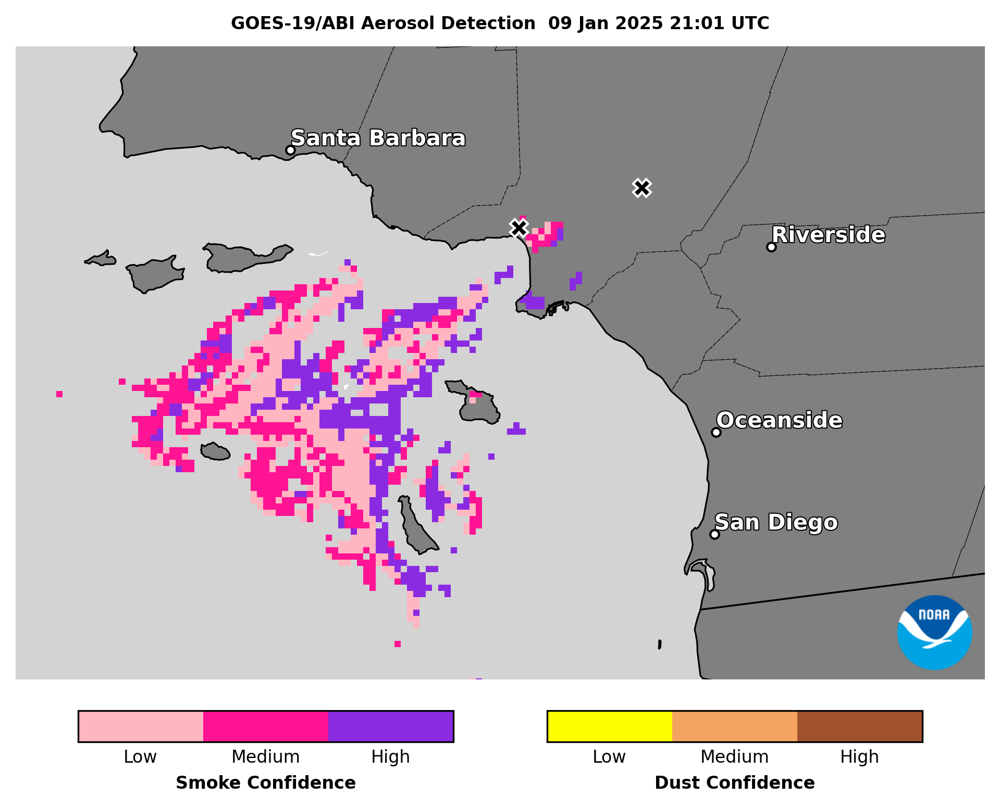 GOES-19/ABI Aerosol Detection  09 Jan 2025 21:01 UTC
Santa Barbara
Riverside
Oceanside
San Diego
NOAA
Low Medium High
Smoke Confidence
Low Medium High
Dust Confidence